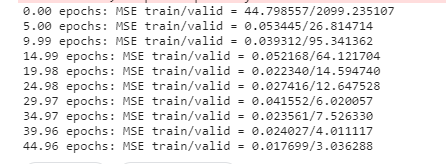 0.00 epochs: MSE train/valid = 44.798557/2099.235107
5.00 epochs: MSE train/valid = 0.053445/26.814714
9.99 epochs: MSE train/valid = 0.039312/95.341362
14.99 epochs: MSE train/valid = 0.052168/64.121704
19.98 epochs: MSE train/valid = 0.022340/14.594740
24.98 epochs: MSE train/valid = 0.027416/12.647528
29.97 epochs: MSE train/valid = 0.041552/6.020057
34.97 epochs: MSE train/valid = 0.023561/7.526330
39.96 epochs: MSE train/valid = 0.024027/4.011117
44.96 epochs: MSE train/valid = 0.017699/3.036288